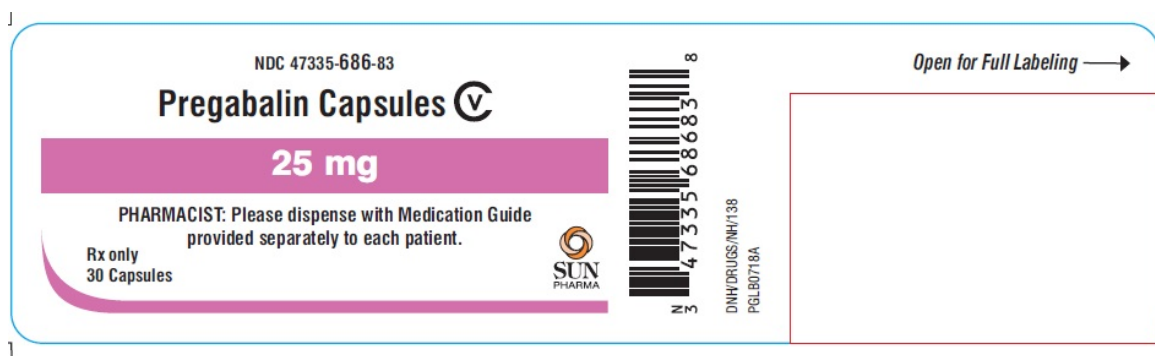 NDC 47335-686-83
Pregabalin Capsules CV
25 mg
PHARMACIST: Please dispense with Medication Guide
provided separately to each patient.
Rx only
30 Capsules
SUN
PHARMA
N 3 47335 68683 8
DNH/DRUGS/NH/138
PGLB0718A
Open for Full Labeling